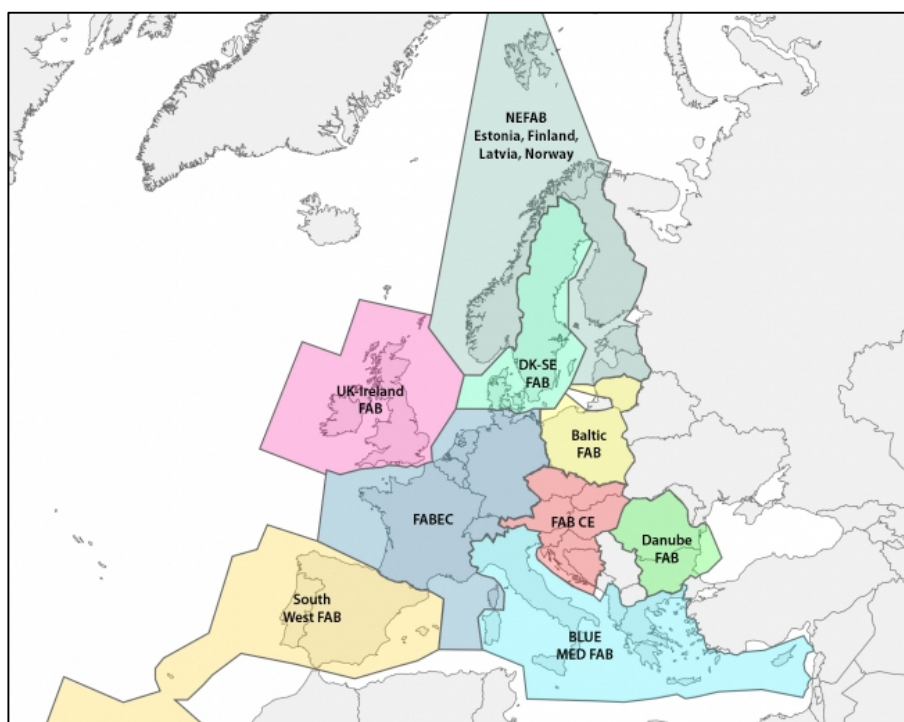 NEFAB
Estonia, Finland,
Latvia, Norway
DK-SE
FAB
UK-Ireland
FAB
Baltic
FAB
FABEC
FAB CE
Danube
FAB
South
West FAB
BLUE
MED FAB